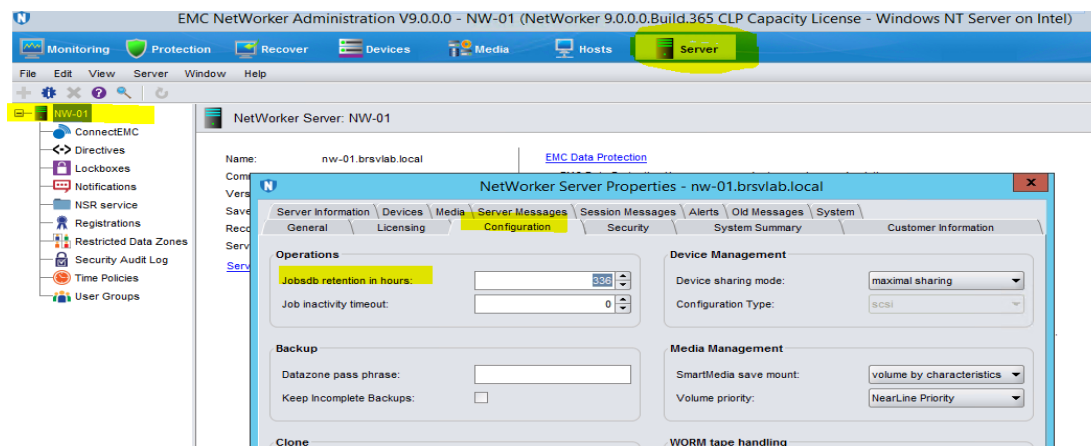 EMC NetWorker Administration V9.0.0.0 - NW-01 (NetWorker 9.0.0.0.Build.365 CLP Capacity License - Windows NT Server on Intel)
Monitoring Protection Recover Devices Media Hosts Server
File Edit View Server Window Help
NW-01
ConnectEMC
Directives
Lockboxes
Notifications
NSR service
Registrations
Restricted Data Zones
Security Audit Log
Time Policies
User Groups
NetWorker Server: NW-01
Name: nw-01.brsvlab.local EMC Data Protection
Com
Vers
Save
Reco
Serv
Serv
NetWorker Server Properties - nw-01.brsvlab.local x
Server Information Devices Media Server Messages Session Messages Alerts Old Messages System
General Licensing Configuration Security System Summary Customer Information
Operations Device Management
Jobsdb retention in hours: 336 Device sharing mode: maximal sharing
Job inactivity timeout: 0 Configuration Type: scsi
Backup Media Management
Datazone pass phrase: SmartMedia save mount: volume by characteristics
Keep Incomplete Backups: Volume priority: NearLine Priority
Clone WORM tape handling